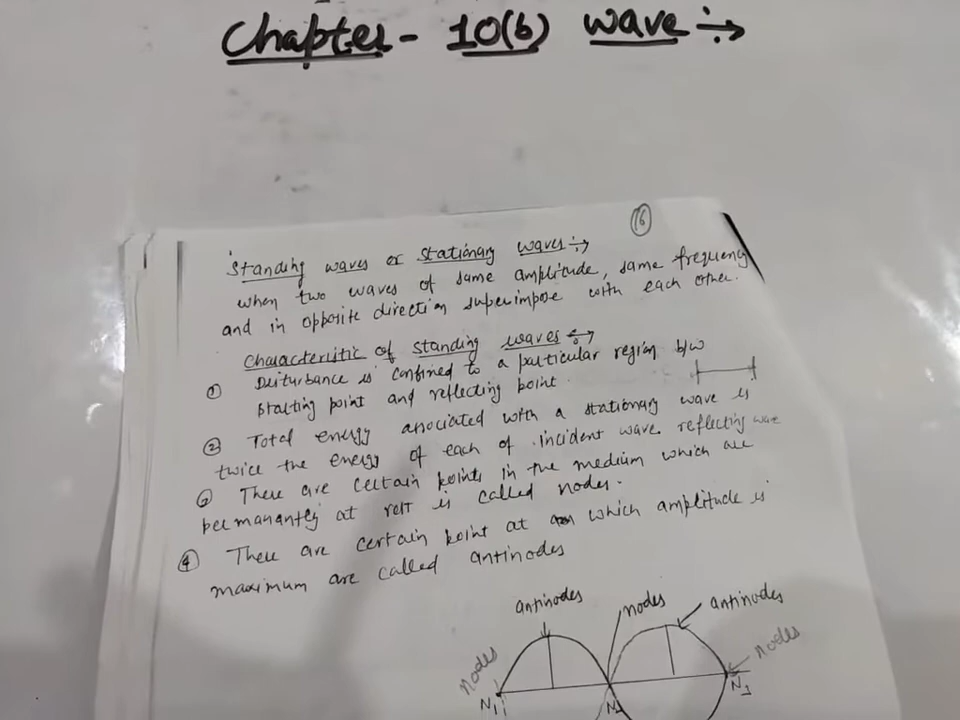 Chapter - 10(b) wave ÷→
16
Standing waves or stationary waves ÷→
when two waves of same amplitude, same frequency
and in opposite direction superimpose with each other.
Characteristic of standing waves ÷→
① Disturbance is confined to a particular region b/w
starting point and reflecting point.
② Total energy associated with a stationary wave is
twice the energy of each of incident wave reflecting wave
③ There are certain points in the medium which are
permanantly at rest is called nodes.
④ There are certain point at which amplitude is
maximum are called antinodes
antinodes
nodes
antinodes
nodes
nodes
N1
N2